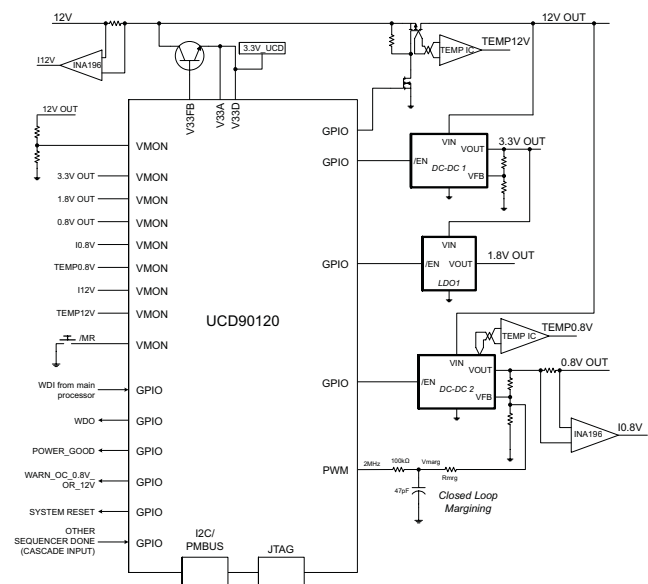 12V
12V OUT
3.3V_UCD
TEMP12V
TEMP IC
I12V
INA196
12V OUT
V33FB
V33A
V33D
GPIO
VIN
3.3V OUT
VMON
GPIO
/EN
VOUT
DC-DC 1
VFB
3.3V OUT
VMON
1.8V OUT
VMON
0.8V OUT
VMON
VIN
I0.8V
VMON
GPIO
/EN
VOUT
1.8V OUT
TEMP0.8V
VMON
LDO1
I12V
VMON
TEMP12V
VMON
UCD90120
TEMP0.8V
TEMP IC
/MR
VMON
VIN
0.8V OUT
VOUT
WDI from main
processor
GPIO
GPIO
/EN
DC-DC 2
VFB
WDO
GPIO
INA196
I0.8V
POWER_GOOD
GPIO
WARN_OC_0.8V_
OR_12V
GPIO
PWM
2MHz
100kΩ
Vmarg
Rmrg
47pF
Closed Loop
Margining
SYSTEM RESET
GPIO
OTHER
SEQUENCER DONE
(CASCADE INPUT)
GPIO
I2C/
PMBUS
JTAG